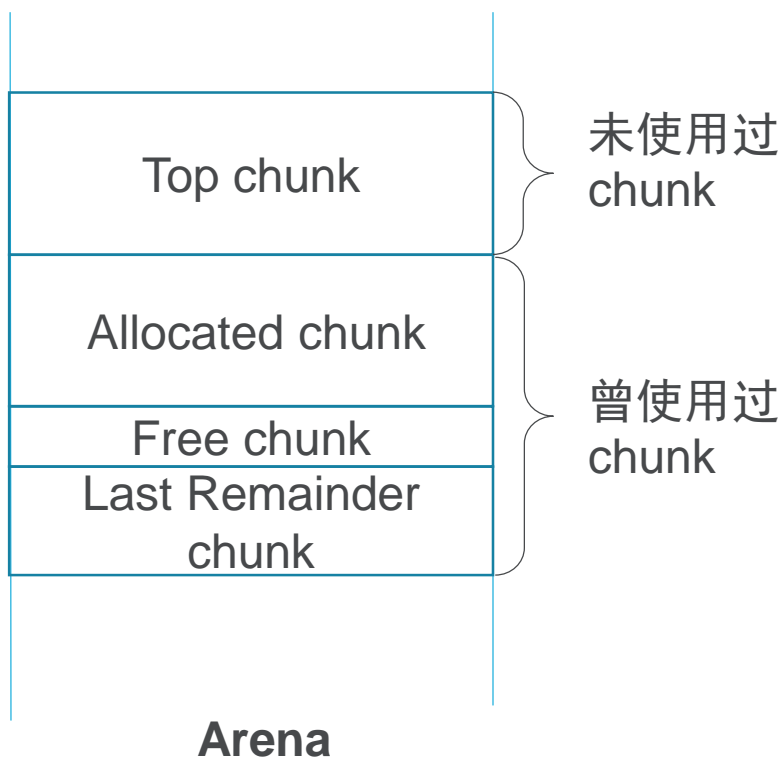 Top chunk
未使用过
chunk
Allocated chunk
Free chunk
Last Remainder
chunk
曾使用过
chunk
Arena